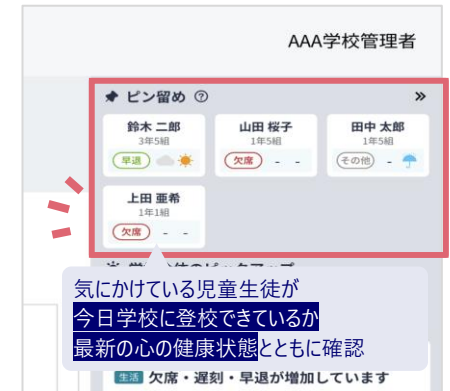 AAA学校管理者
ピン留め ?
鈴木 二郎
3年5組
早退
山田 桜子
1年5組
欠席 - -
田中 太郎
1年5組
その他 -
上田 亜希
1年1組
欠席 - -
気にかけている児童生徒が
今日学校に登校できているか
最新の心の健康状態とともに確認
生活 欠席・遅刻・早退が増加しています